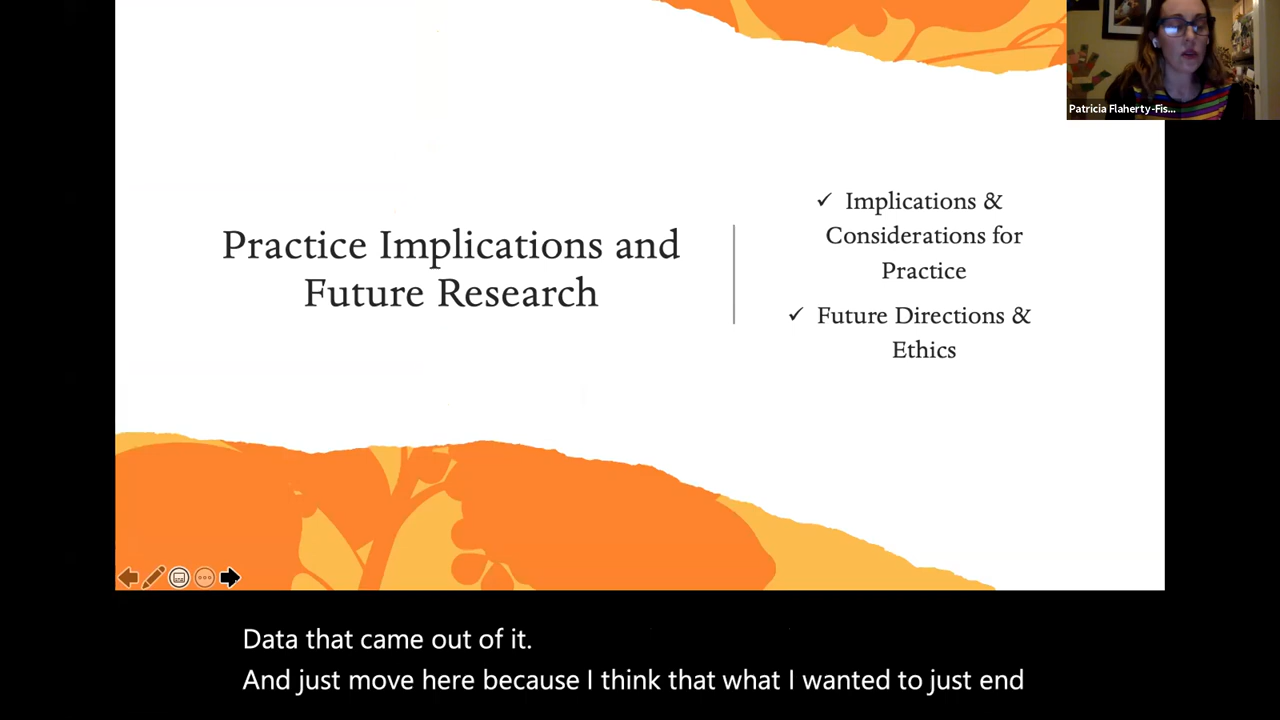 Patricia Flaherty-Fis...
Practice Implications and
Future Research
✓ Implications &
Considerations for
Practice
✓ Future Directions &
Ethics
Data that came out of it.
And just move here because I think that what I wanted to just end